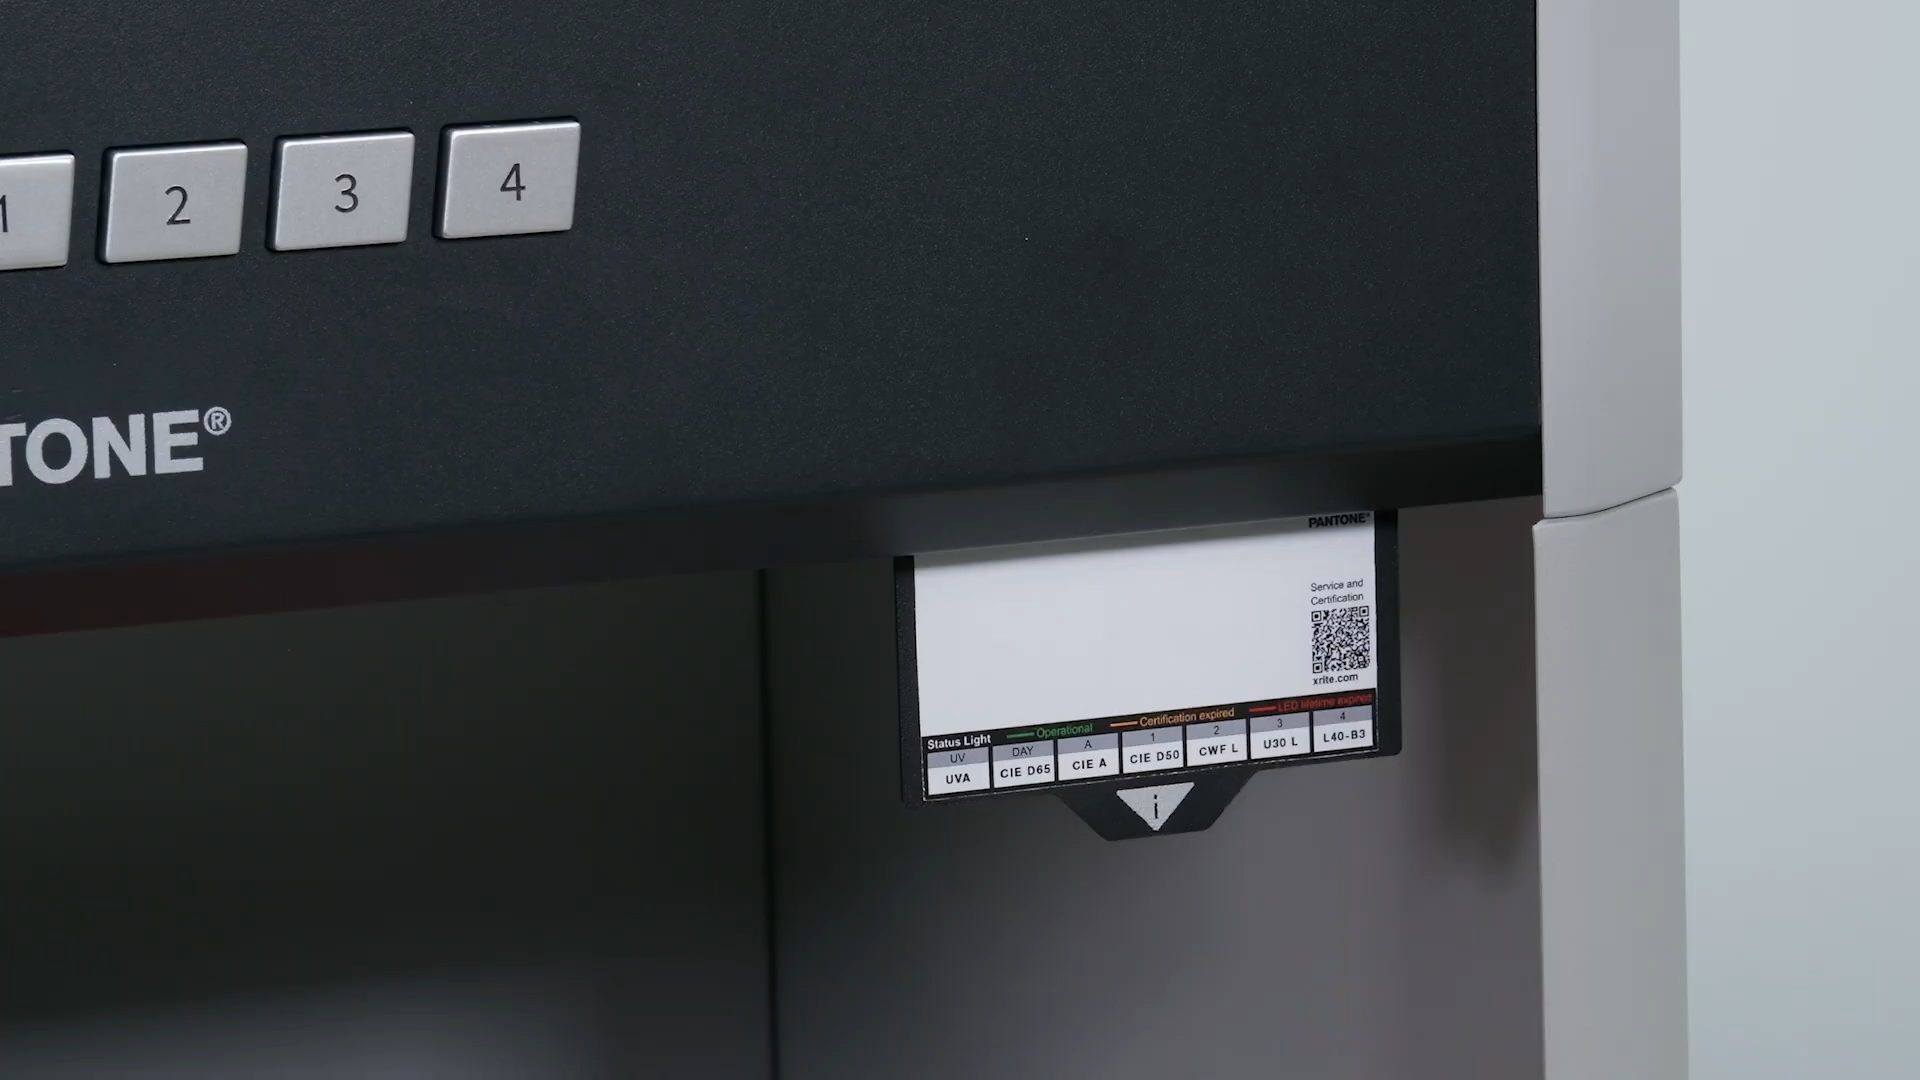 1 2 3 4
TONE®
PANTONE®
Service and
Certification
xrite.com
Status Light Operational Certification expired LED lifetime expired
UV DAY A 1 2 3 4
UVA CIE D65 CIE A CIE D50 CWF L U30 L L40-B3
i